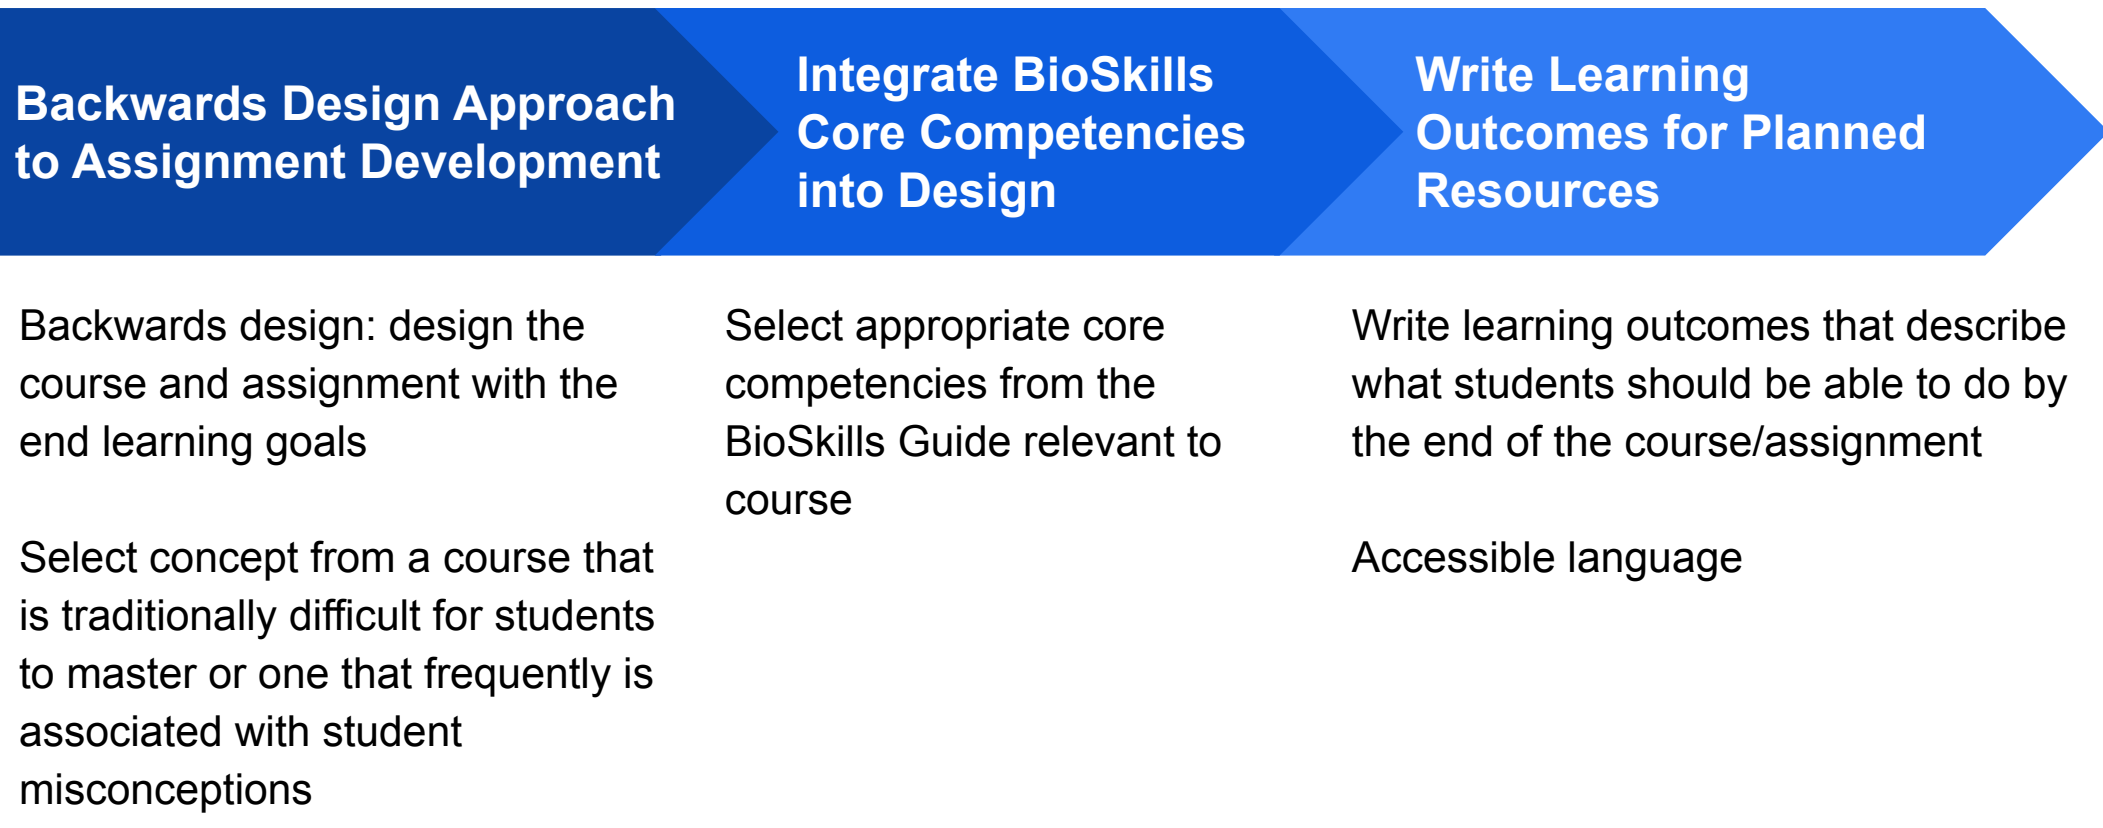 Backwards Design Approach
to Assignment Development
Integrate BioSkills
Core Competencies
into Design
Write Learning
Outcomes for Planned
Resources
Backwards design: design the
course and assignment with the
end learning goals
Select concept from a course that
is traditionally difficult for students
to master or one that frequently is
associated with student
misconceptions
Select appropriate core
competencies from the
BioSkills Guide relevant to
course
Write learning outcomes that describe
what students should be able to do by
the end of the course/assignment
Accessible language